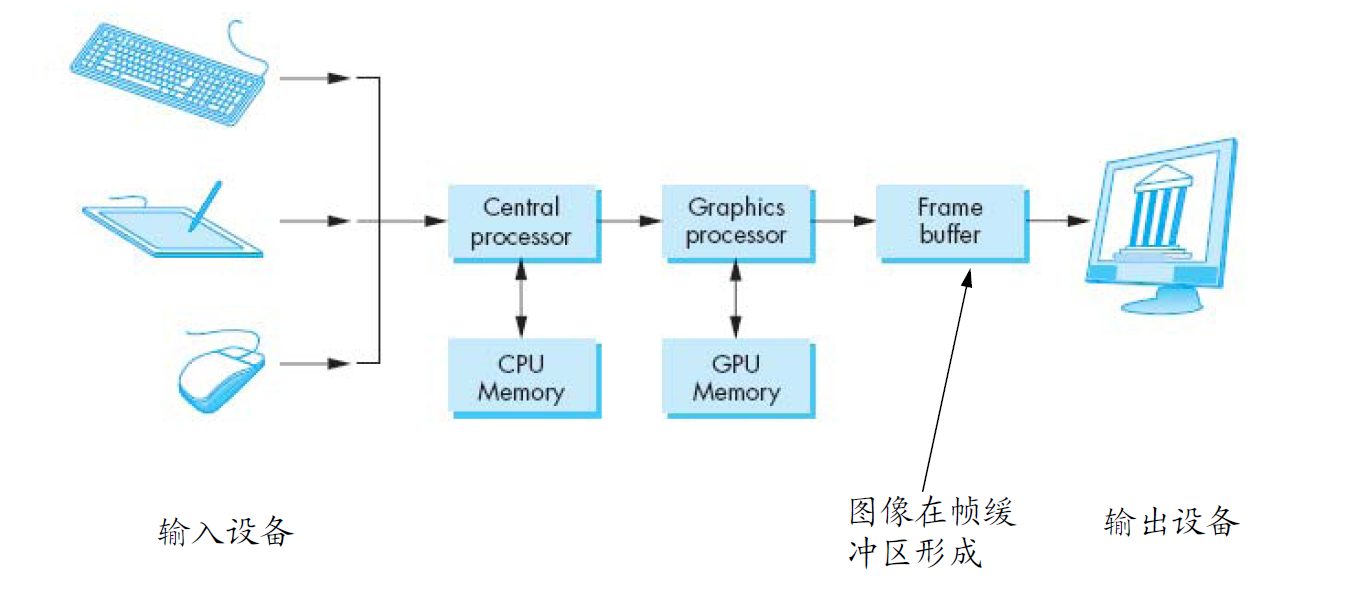 Central
processor
Graphics
processor
Frame
buffer
CPU
Memory
GPU
Memory
输入设备
图像在帧缓
冲区形成
输出设备